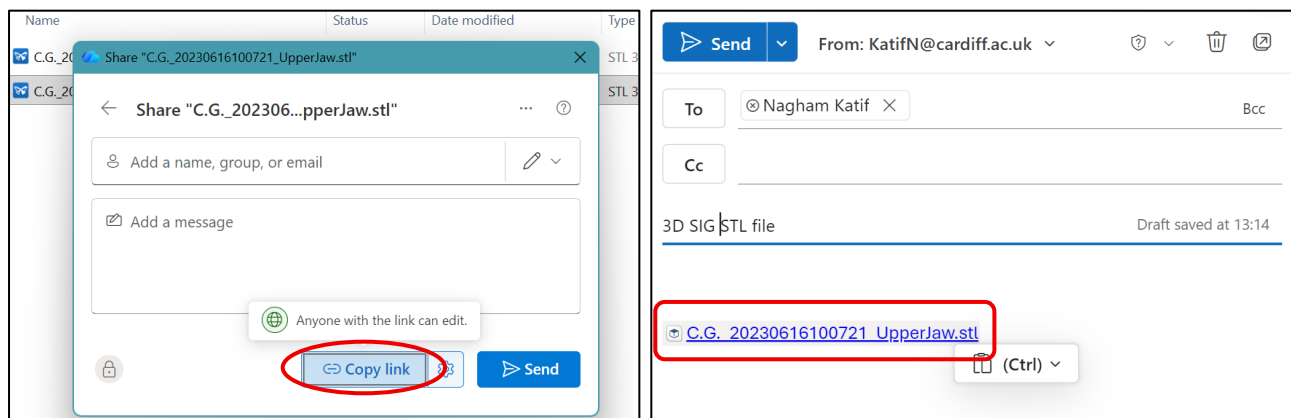 Name Status Date modified Type
C.G._20 STL 3
C.G._20 STL 3
Share "C.G._20230616100721_UpperJaw.stl"
Share "C.G._202306...pperJaw.stl"
Add a name, group, or email
Add a message
Anyone with the link can edit.
Copy link
Send
Send From: KatifN@cardiff.ac.uk
To Nagham Katif Bcc
Cc
3D SIG STL file Draft saved at 13:14
C.G._20230616100721_UpperJaw.stl
(Ctrl)